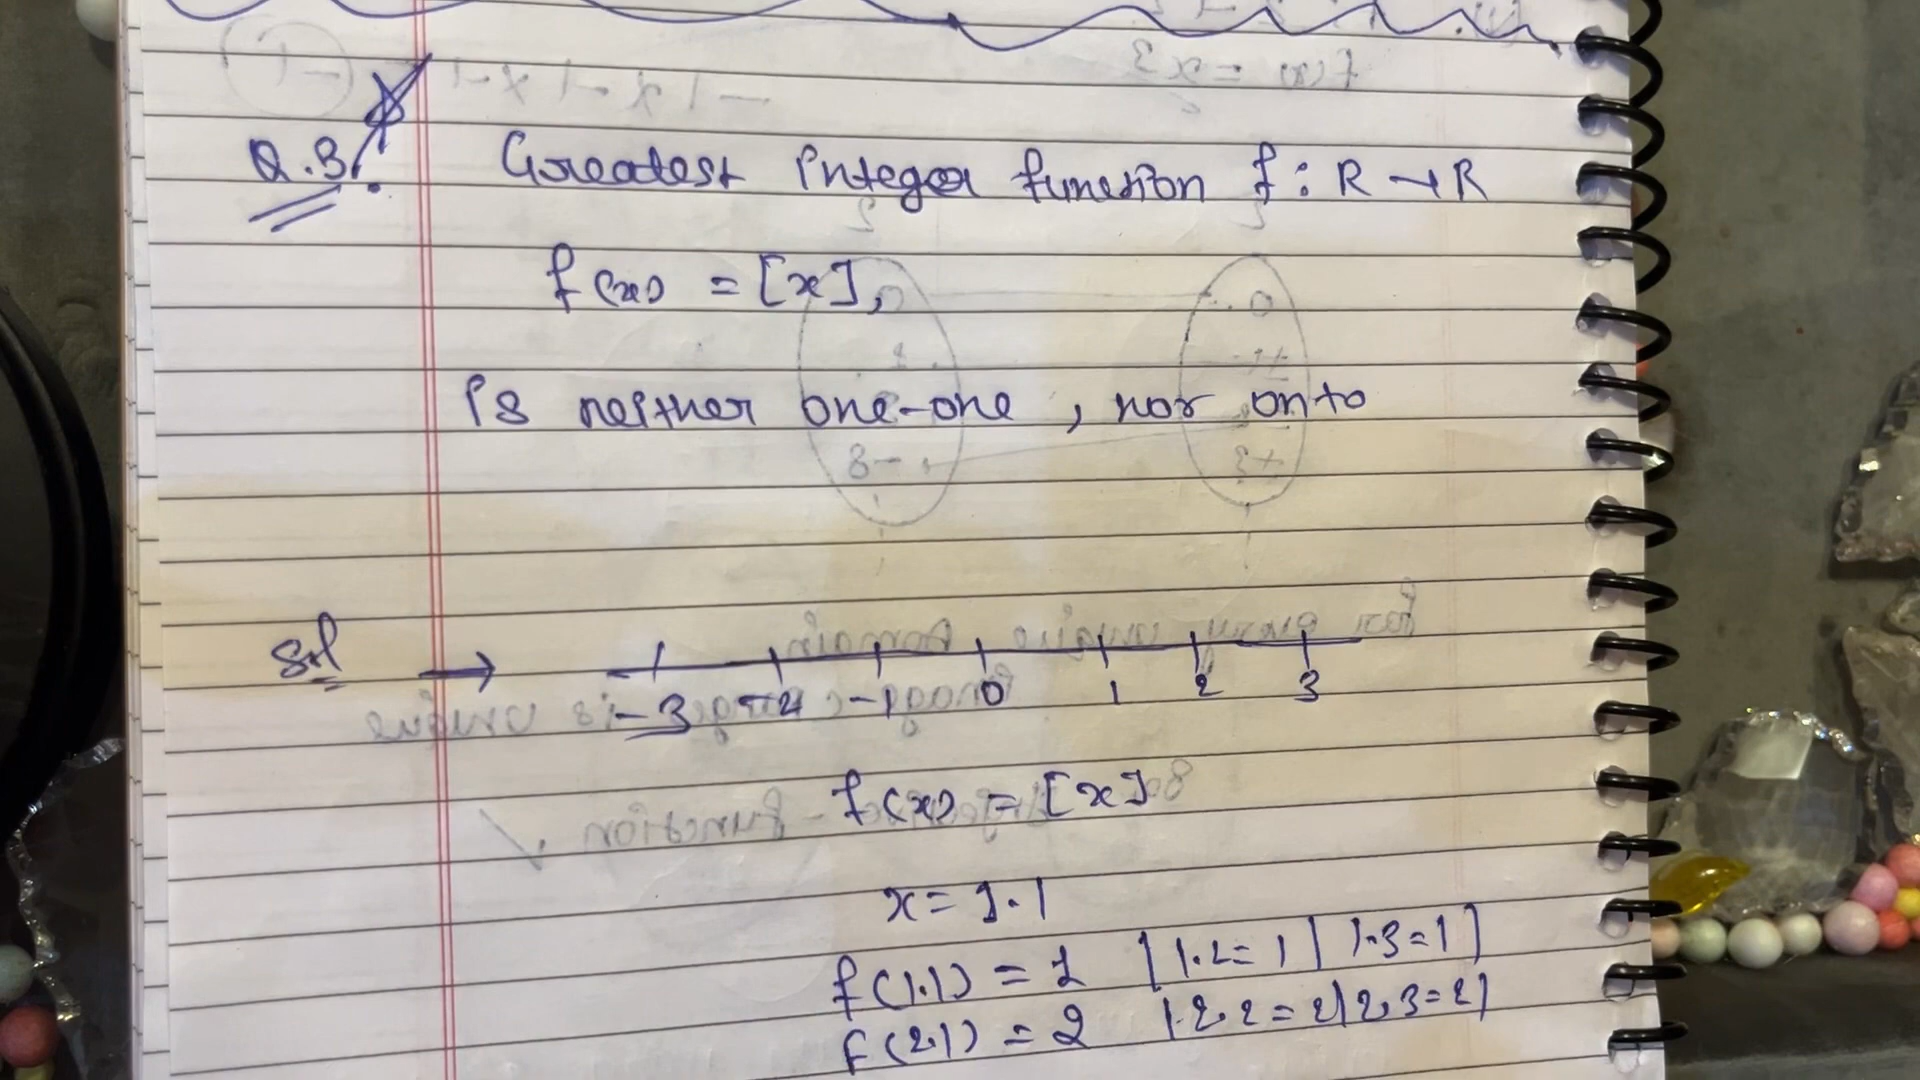 Q.3.
Greatest integer function f : R → R
f(x) = [x],
is neither one-one, nor onto
Sol → -3 -2 -1 0 1 2 3
f(x) = [x]
x = 1.1
f(1.1) = 1 [1.2 = 1 | 1.3 = 1]
f(2.1) = 2 [2.2 = 2 | 2.3 = 2]